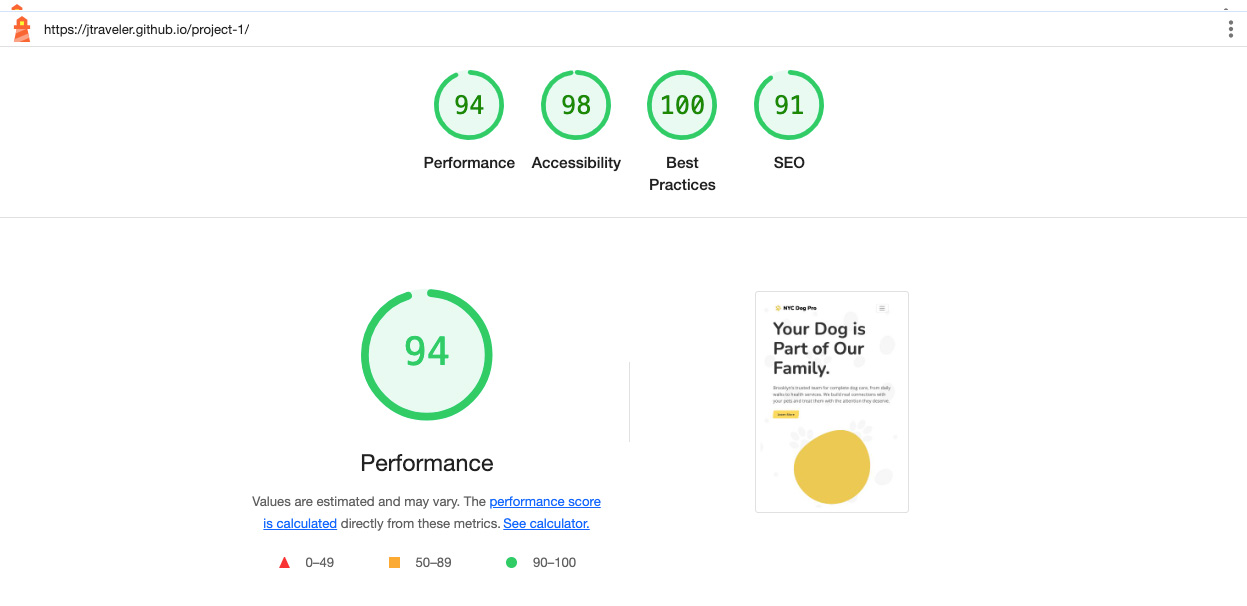 https://jtraveler.github.io/project-1/
94
98
100
91
Performance
Accessibility
Best
Practices
SEO
94
Performance
Values are estimated and may vary. The performance score
is calculated directly from these metrics. See calculator.
0–49
50–89
90–100
NYC Dog Pro
Your Dog is
Part of Our
Family.
Brooklyn's trusted team for complete dog care. From daily
walks to health services. We build real connections with
your pets and treat them with the attention they deserve.
Learn More